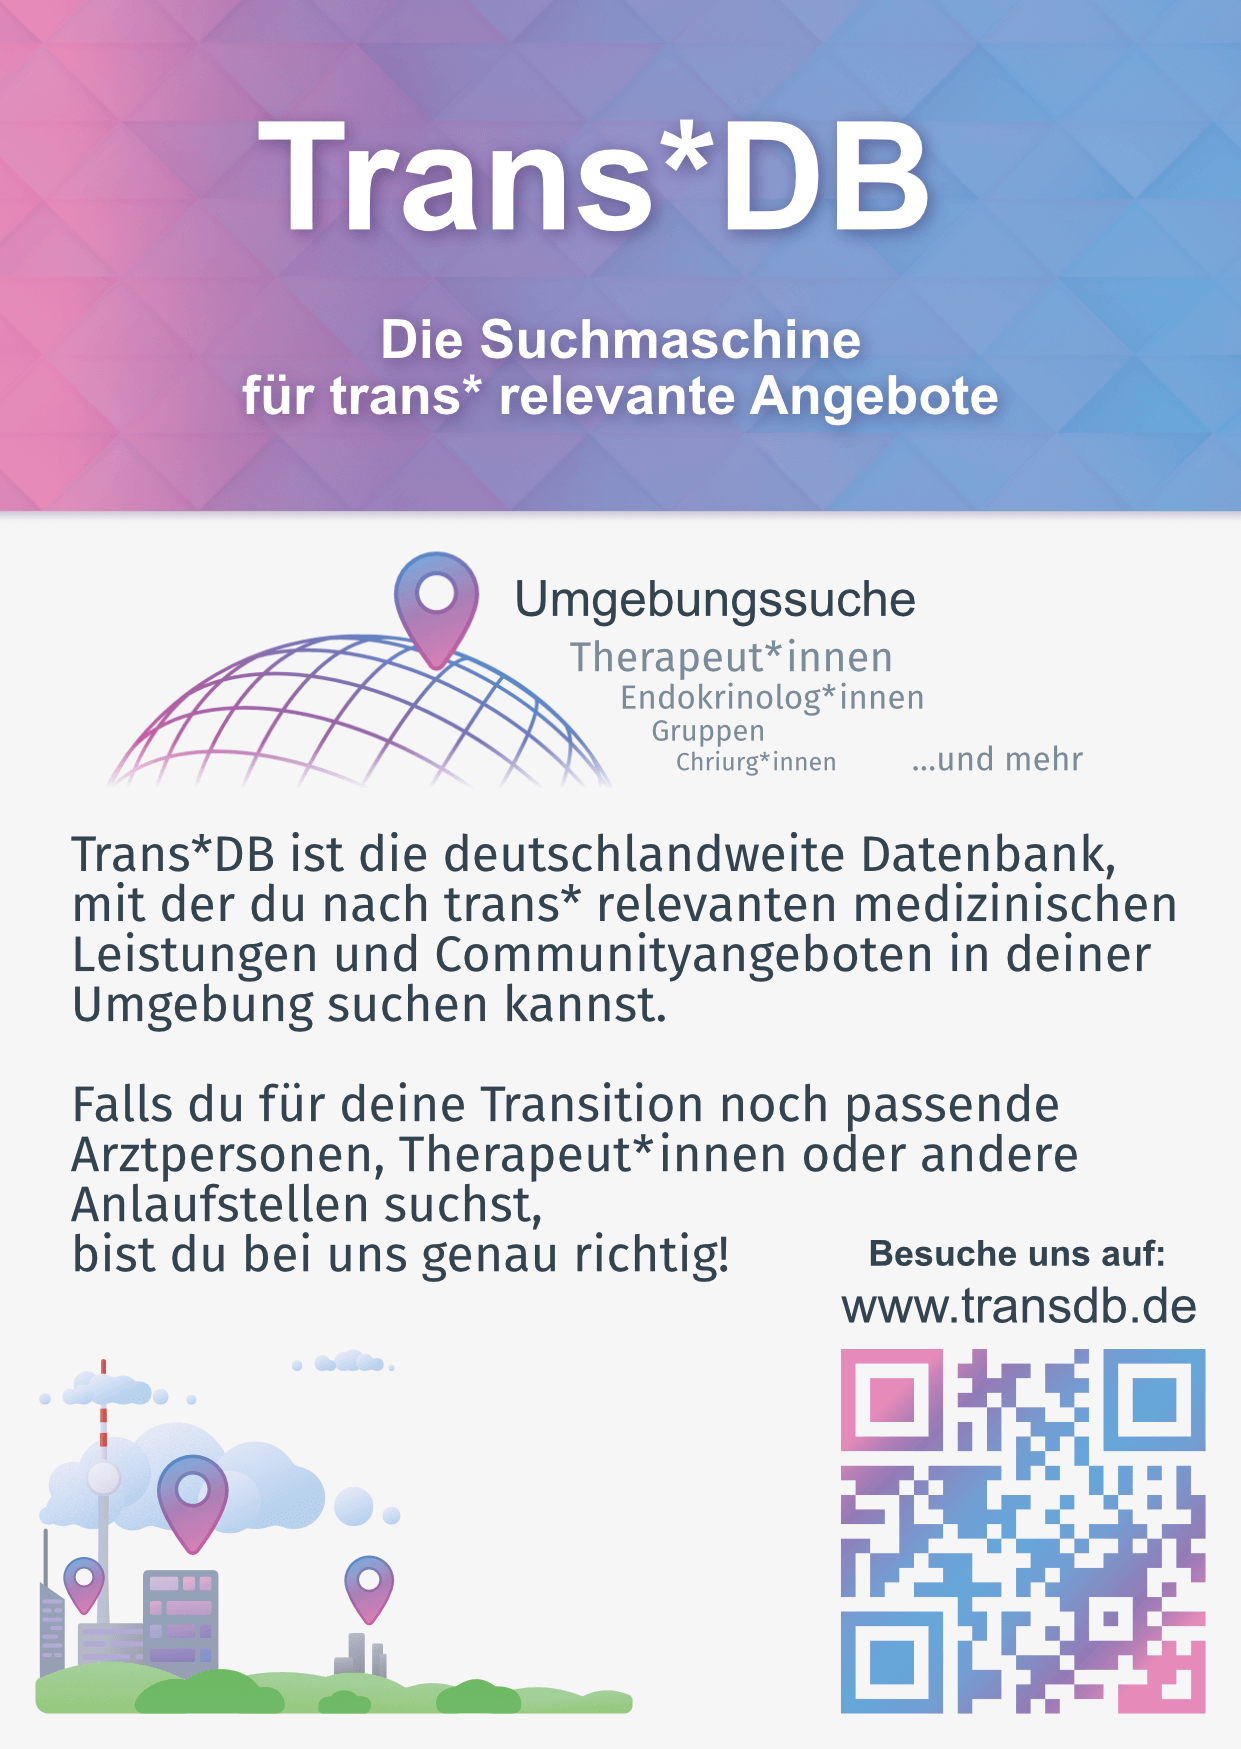 Trans*DB
Die Suchmaschine
für trans* relevante Angebote
Umgebungssuche
Therapeut*innen
Endokrinolog*innen
Gruppen
Chriurg*innen
...und mehr
Trans*DB ist die deutschlandweite Datenbank,
mit der du nach trans* relevanten medizinischen
Leistungen und Communityangeboten in deiner
Umgebung suchen kannst.
Falls du für deine Transition noch passende
Arztpersonen, Therapeut*innen oder andere
Anlaufstellen suchst,
bist du bei uns genau richtig!
Besuche uns auf:
www.transdb.de